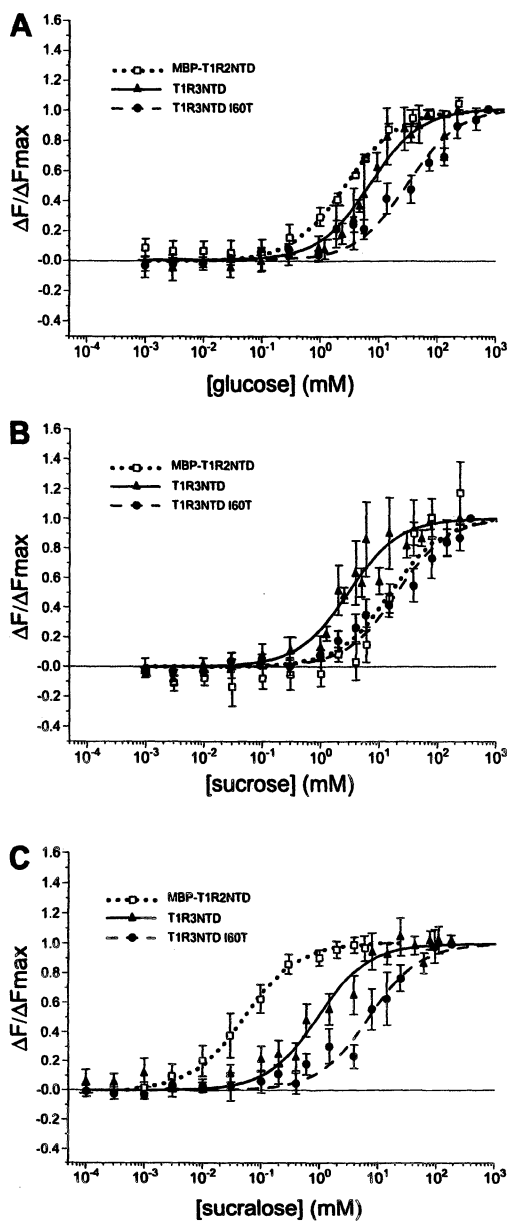 A
1.6
1.4
1.2
1.0
0.8
0.6
0.4
0.2
-0.0
-0.2
-0.4
ΔF/ΔFmax
MBP-T1R2NTD
T1R3NTD
T1R3NTD I60T
10⁻⁴ 10⁻³ 10⁻² 10⁻¹ 10⁰ 10¹ 10² 10³
[glucose] (mM)
B
1.6
1.4
1.2
1.0
0.8
0.6
0.4
0.2
-0.0
-0.2
-0.4
ΔF/ΔFmax
MBP-T1R2NTD
T1R3NTD
T1R3NTD I60T
10⁻⁴ 10⁻³ 10⁻² 10⁻¹ 10⁰ 10¹ 10² 10³
[sucrose] (mM)
C
1.6
1.4
1.2
1.0
0.8
0.6
0.4
0.2
-0.0
-0.2
-0.4
ΔF/ΔFmax
MBP-T1R2NTD
T1R3NTD
T1R3NTD I60T
10⁻⁴ 10⁻³ 10⁻² 10⁻¹ 10⁰ 10¹ 10² 10³
[sucralose] (mM)